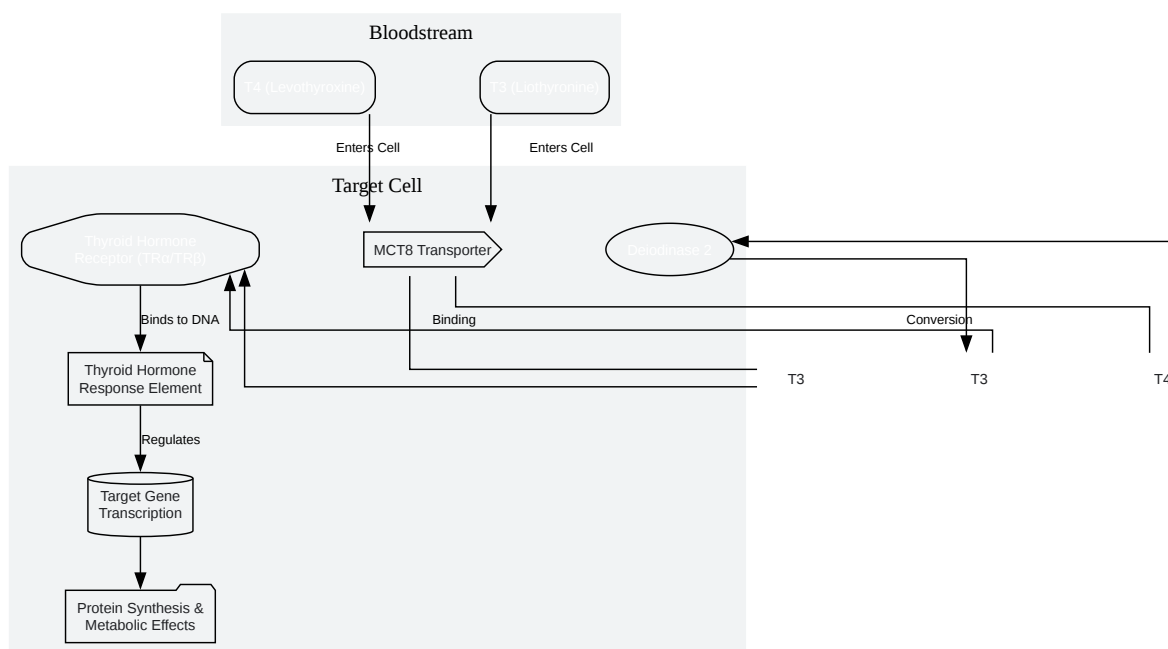 Bloodstream
T4 (Levothyroxine)
T3 (Liothyronine)
Enters Cell
Enters Cell
Target Cell
Thyroid Hormone
Receptor (TRα/TRβ)
MCT8 Transporter
Deiodinase 2
Binds to DNA
Binding
Conversion
Thyroid Hormone
Response Element
T3
T3
T4
Regulates
Target Gene
Transcription
Protein Synthesis &
Metabolic Effects